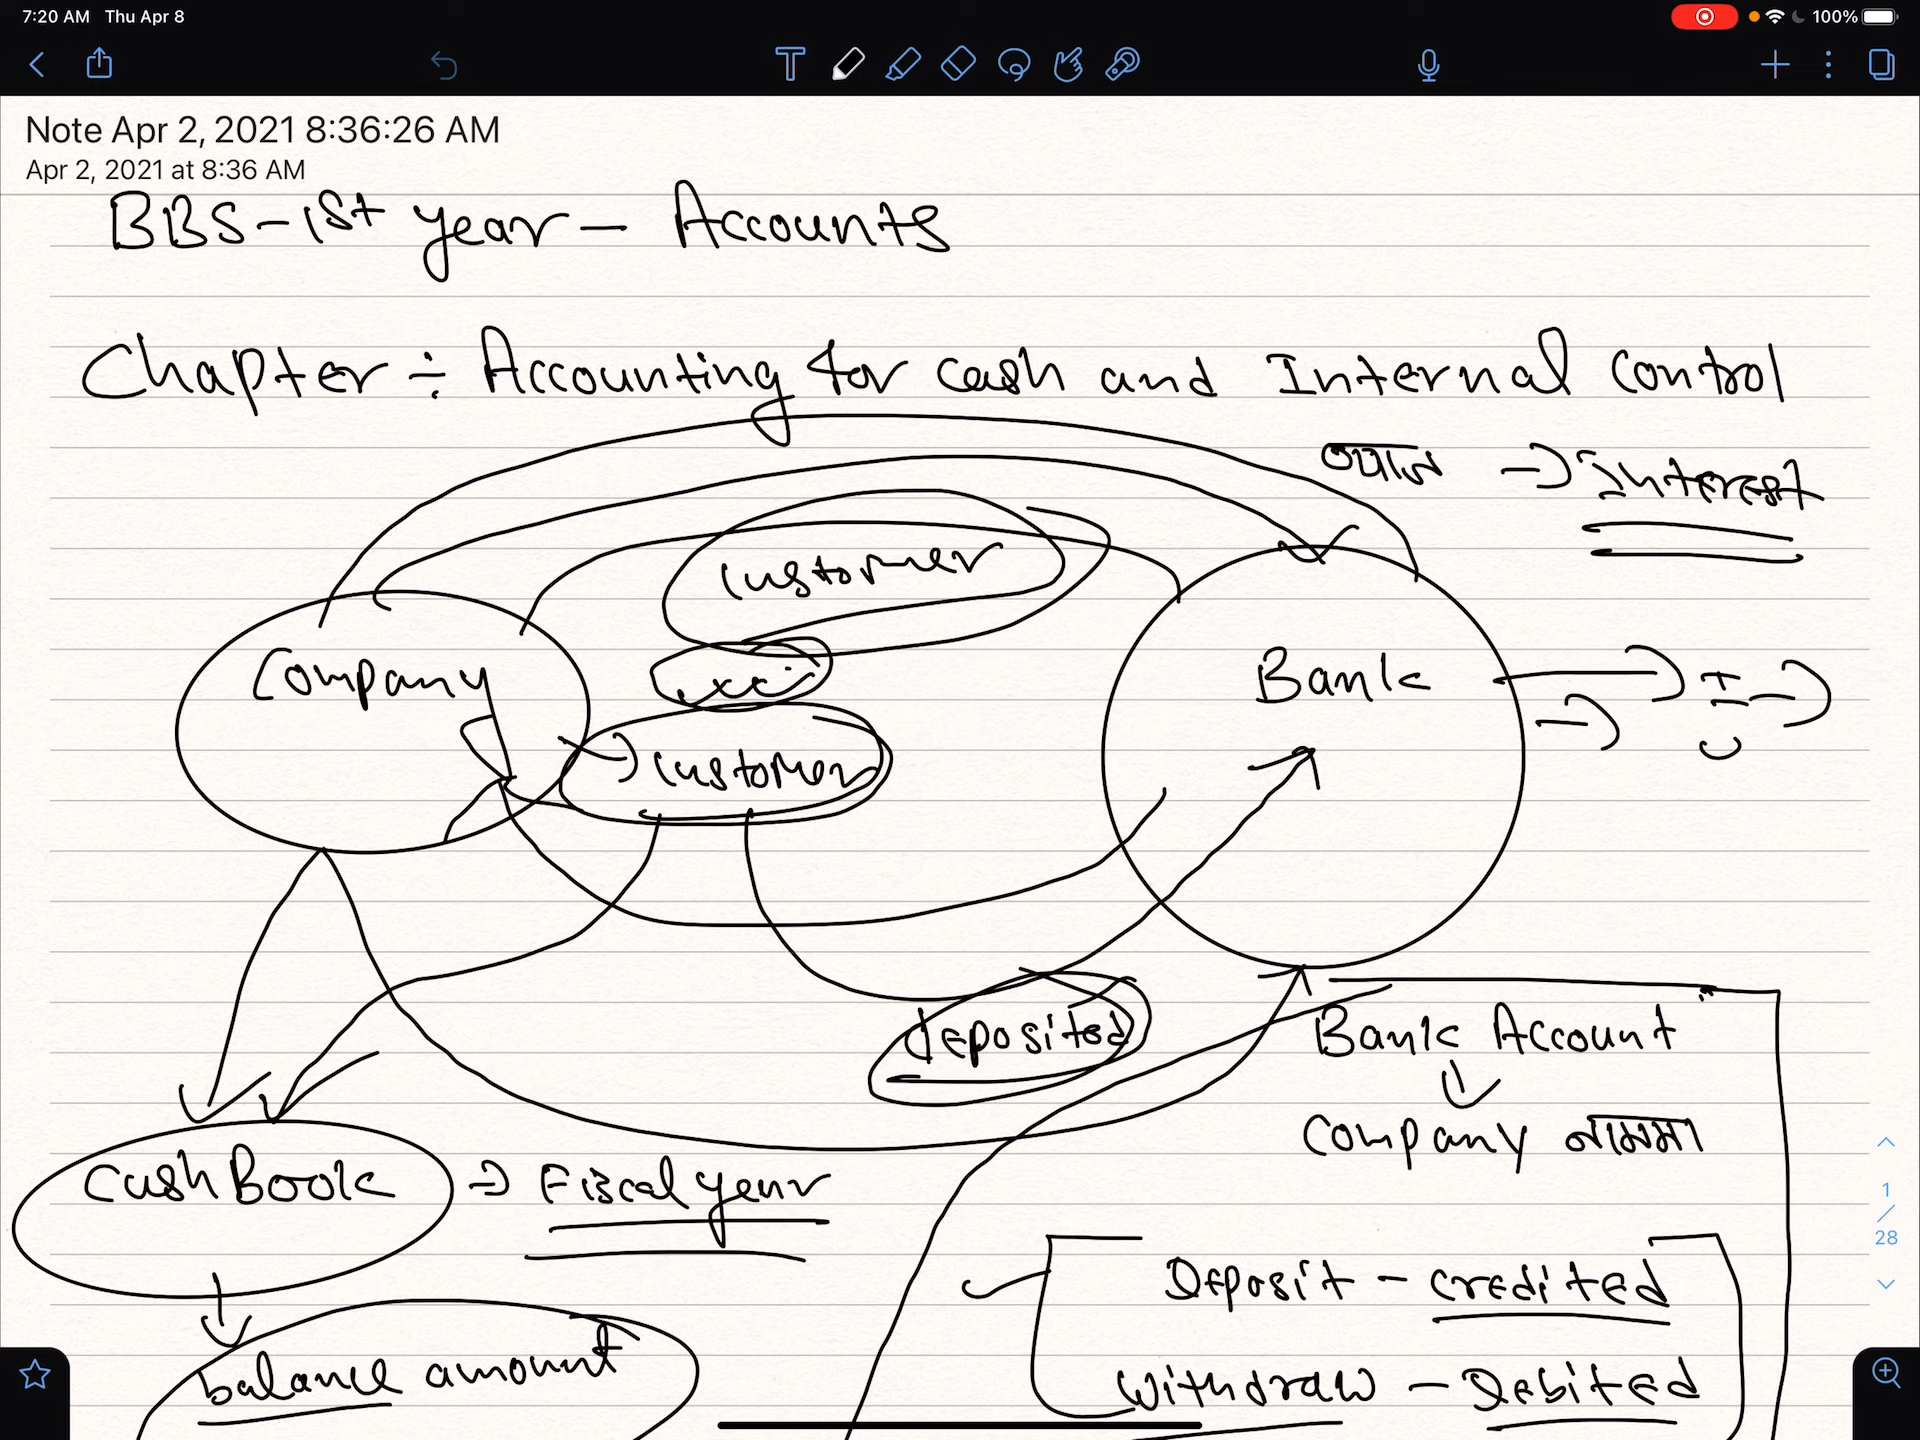 7:20 AM Thu Apr 8
100%
Note Apr 2, 2021 8:36:26 AM
Apr 2, 2021 at 8:36 AM
BBS - 1st year - Accounts
Chapter ÷ Accounting for cash and Internal Control
ब्याज → interest
customer
Company
Bank
→ customer
deposited
Bank Account
Company
CashBook ⇒ Fiscal year
1
/
28
Deposit - credited
balance amount
withdraw - Debited